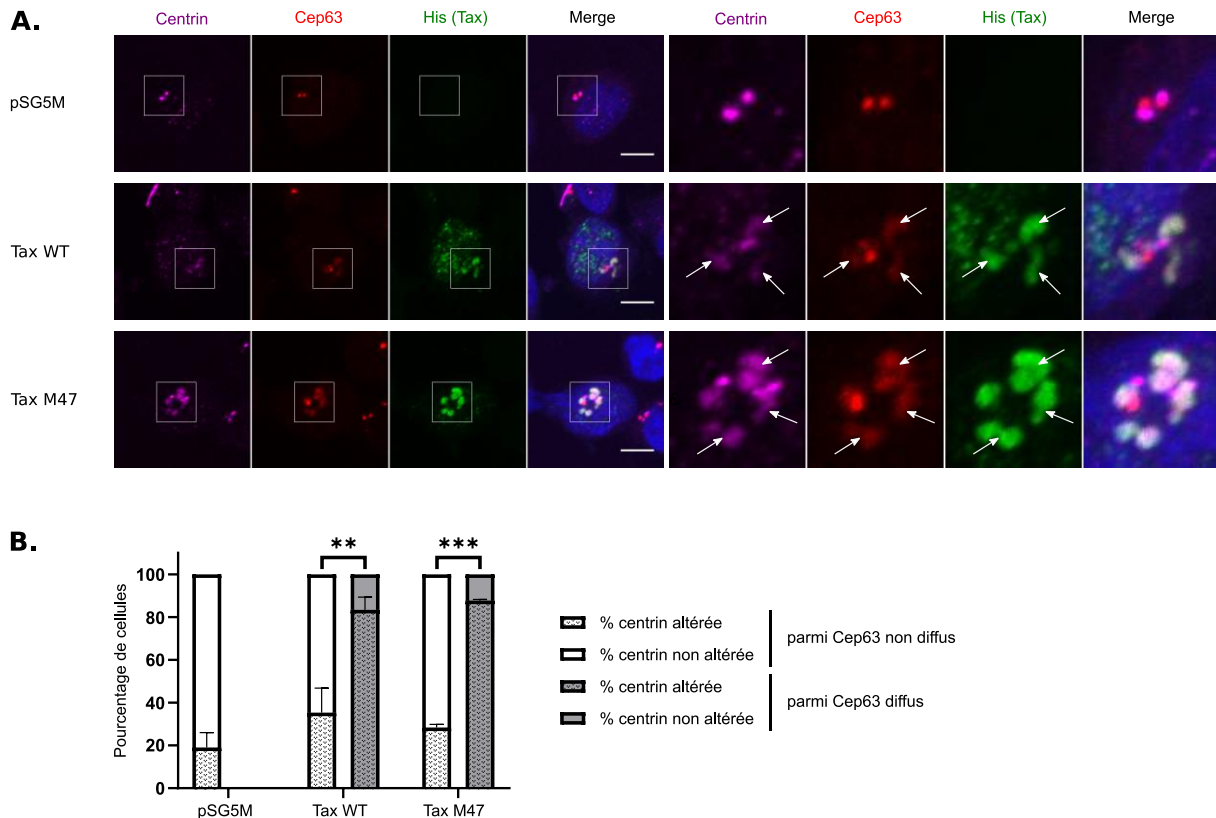 A.
Centrin Cep63 His (Tax) Merge Centrin Cep63 His (Tax) Merge
pSG5M
Tax WT
Tax M47
B.
** ***
Pourcentage de cellules
100
80
60
40
20
0
pSG5M Tax WT Tax M47
% centrin altérée
% centrin non altérée
parmi Cep63 non diffus
% centrin altérée
% centrin non altérée
parmi Cep63 diffus